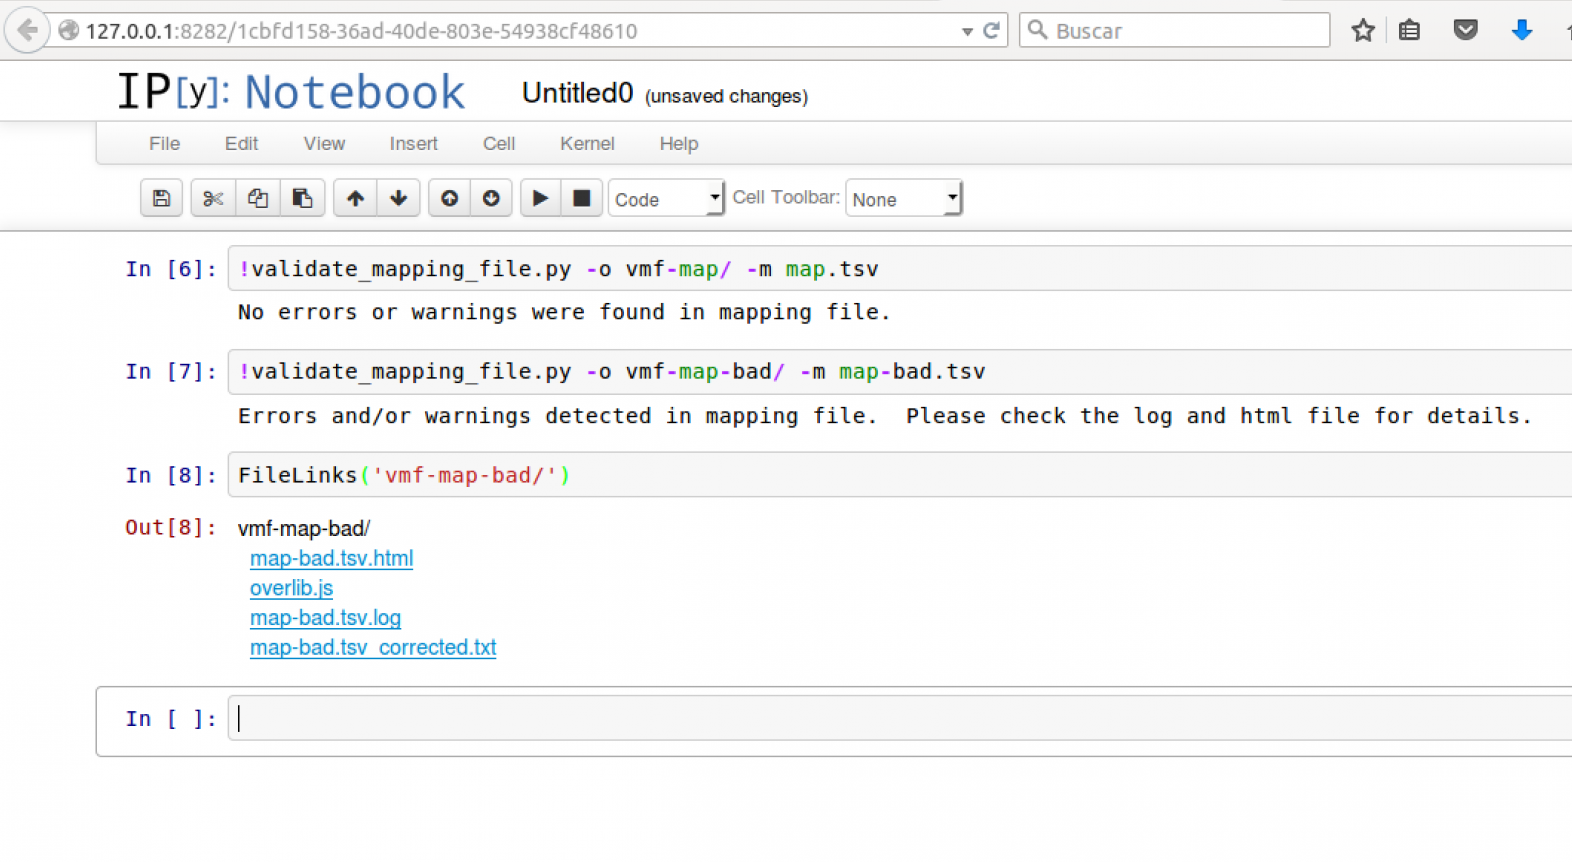 127.0.0.1:8282/1cbfd158-36ad-40de-803e-54938cf48610 Buscar
IP[y]: Notebook Untitled0 (unsaved changes)
File Edit View Insert Cell Kernel Help
Code Cell Toolbar: None
In [6]: !validate_mapping_file.py -o vmf-map/ -m map.tsv
No errors or warnings were found in mapping file.
In [7]: !validate_mapping_file.py -o vmf-map-bad/ -m map-bad.tsv
Errors and/or warnings detected in mapping file.  Please check the log and html file for details.
In [8]: FileLinks('vmf-map-bad/')
Out[8]: vmf-map-bad/
map-bad.tsv.html
overlib.js
map-bad.tsv.log
map-bad.tsv_corrected.txt
In [ ]: